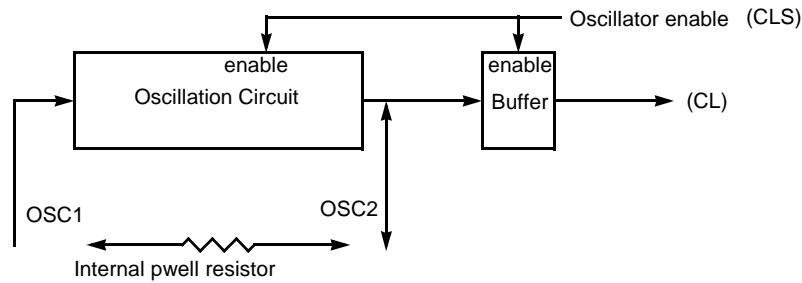 Oscillator enable (CLS)
enable
enable
Oscillation Circuit
Buffer
(CL)
OSC1
OSC2
Internal pwell resistor